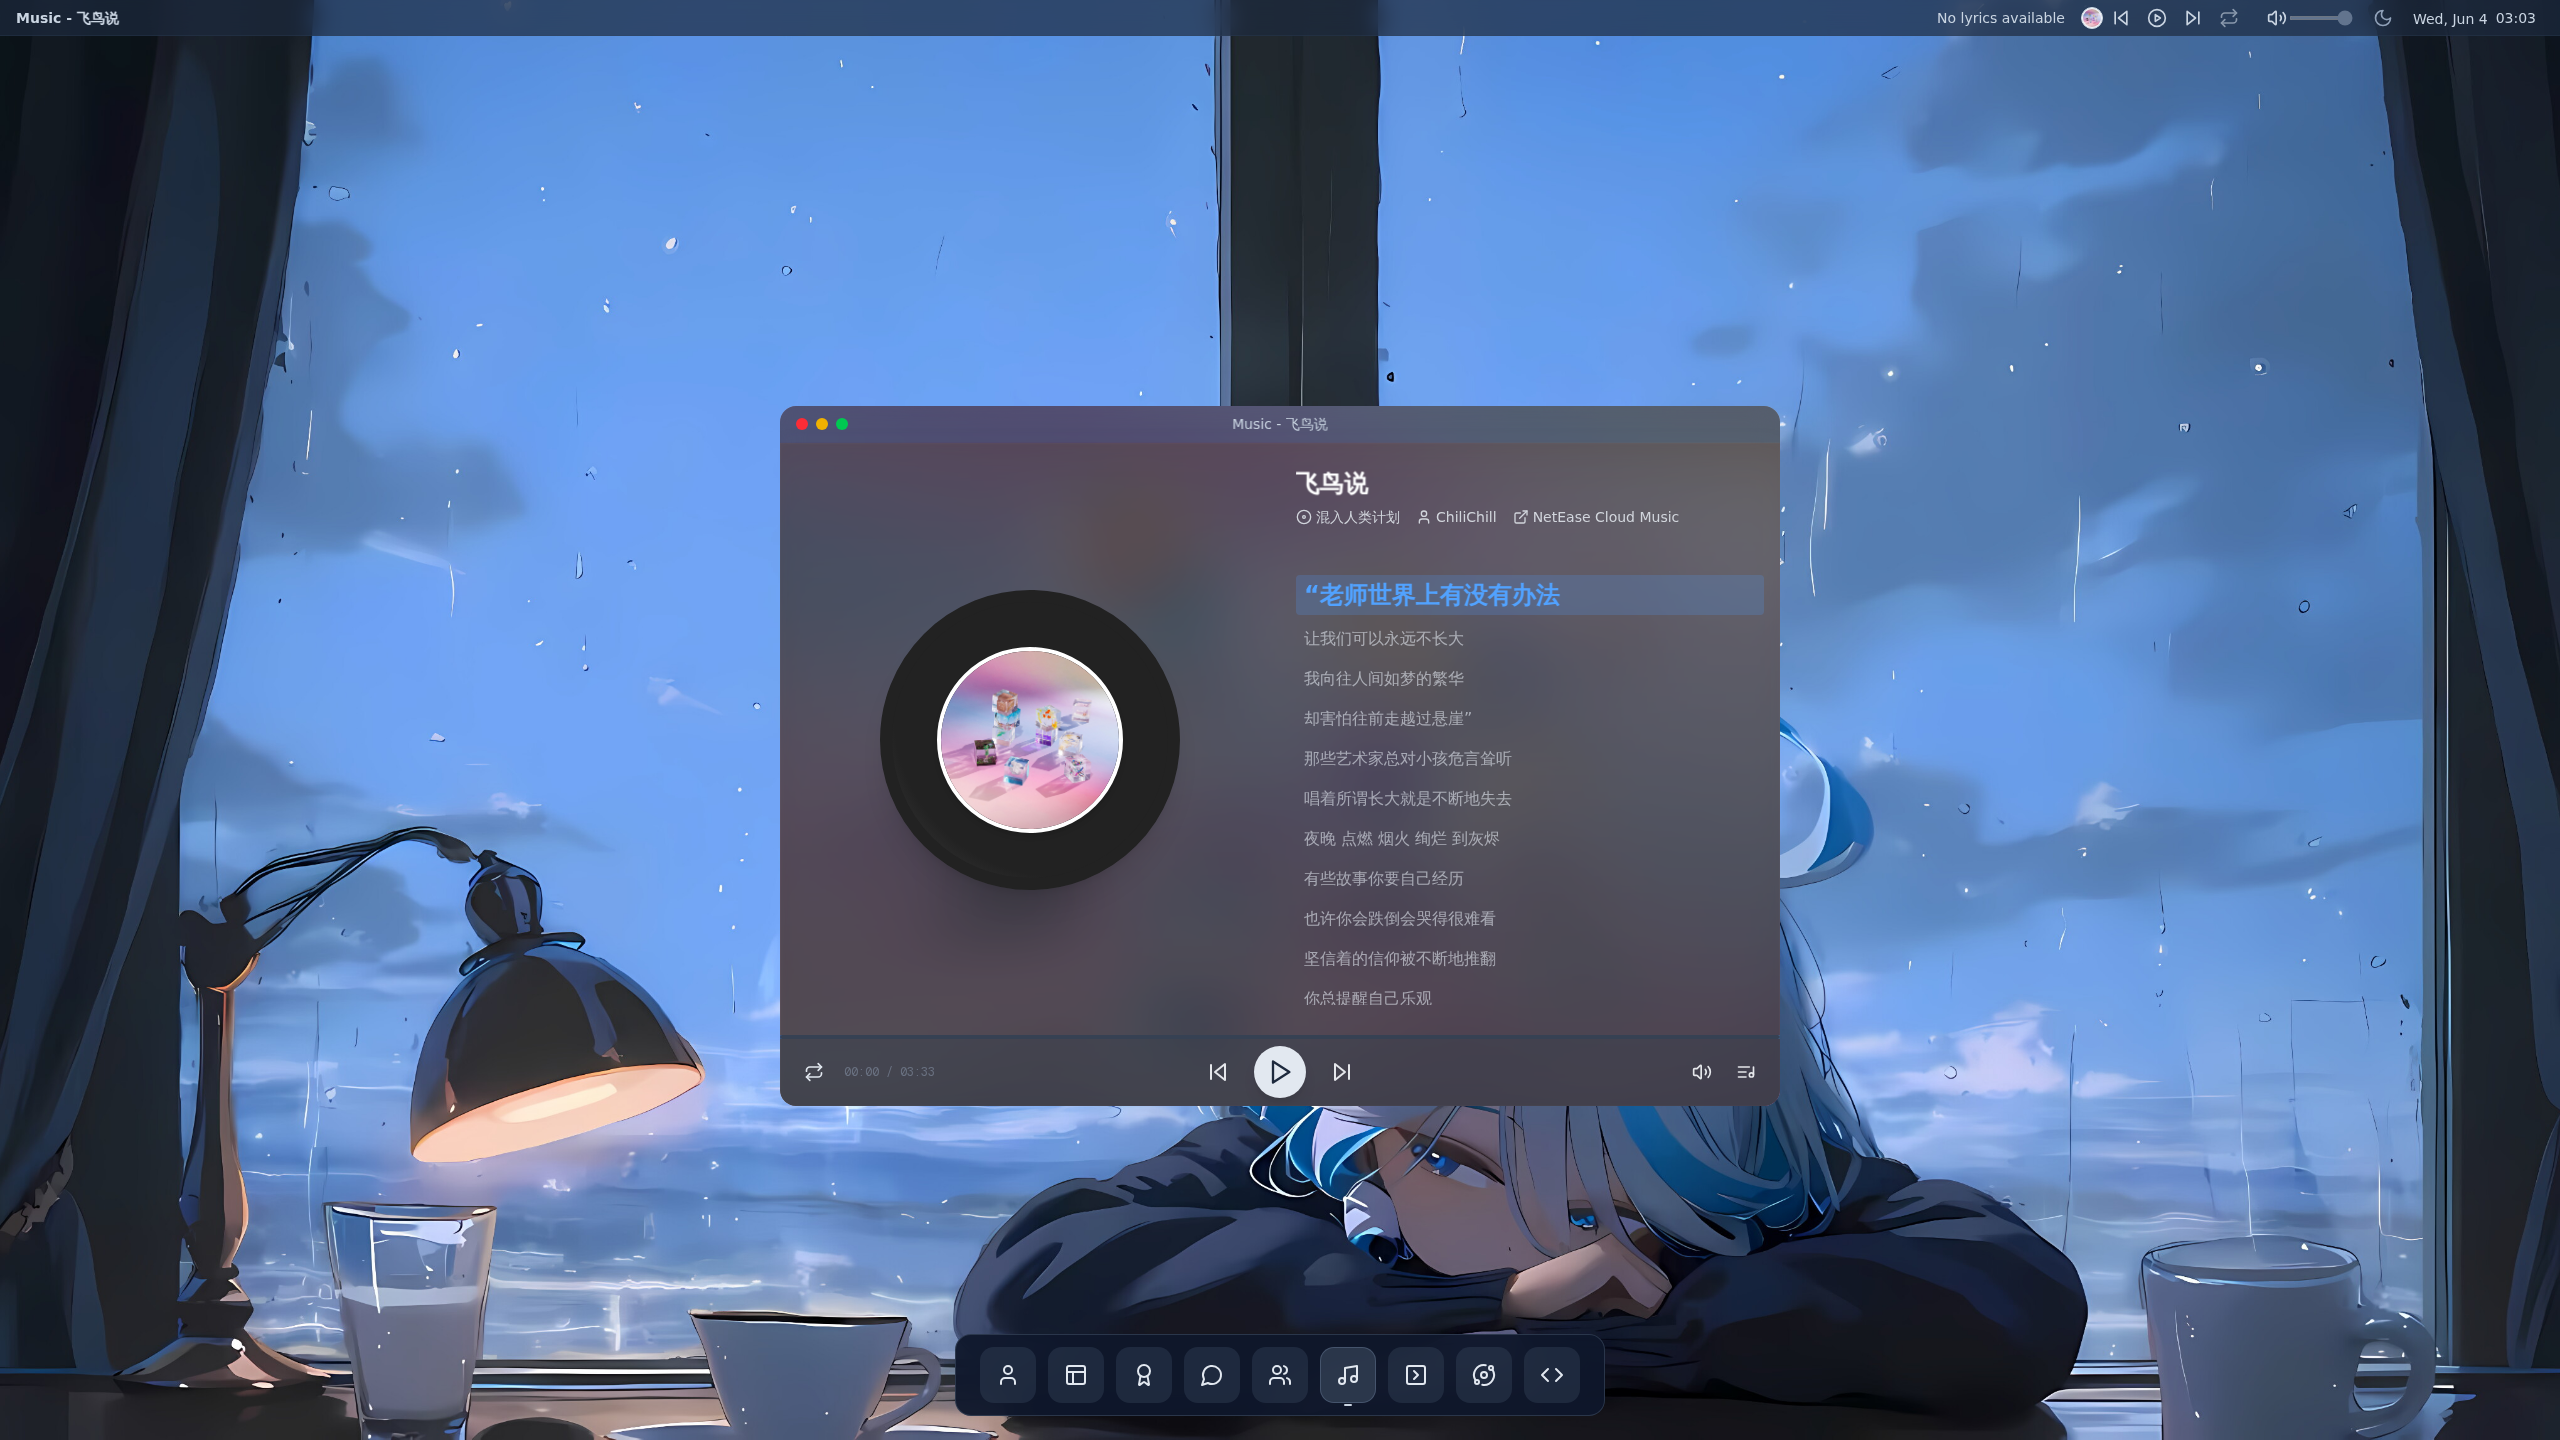 Music - 飞鸟说
No lyrics available
Wed, Jun 4 03:03
Music - 飞鸟说
飞鸟说
混入人类计划 ChiliChill NetEase Cloud Music
“老师世界上有没有办法
让我们可以永远不长大
我向往人间如梦的繁华
却害怕往前走越过悬崖”
那些艺术家总对小孩危言耸听
唱着所谓长大就是不断地失去
夜晚 点燃 烟火 绚烂 到灰烬
有些故事你要自己经历
也许你会跌倒会哭得很难看
坚信着的信仰被不断地推翻
你总提醒自己乐观
00:00 / 03:33